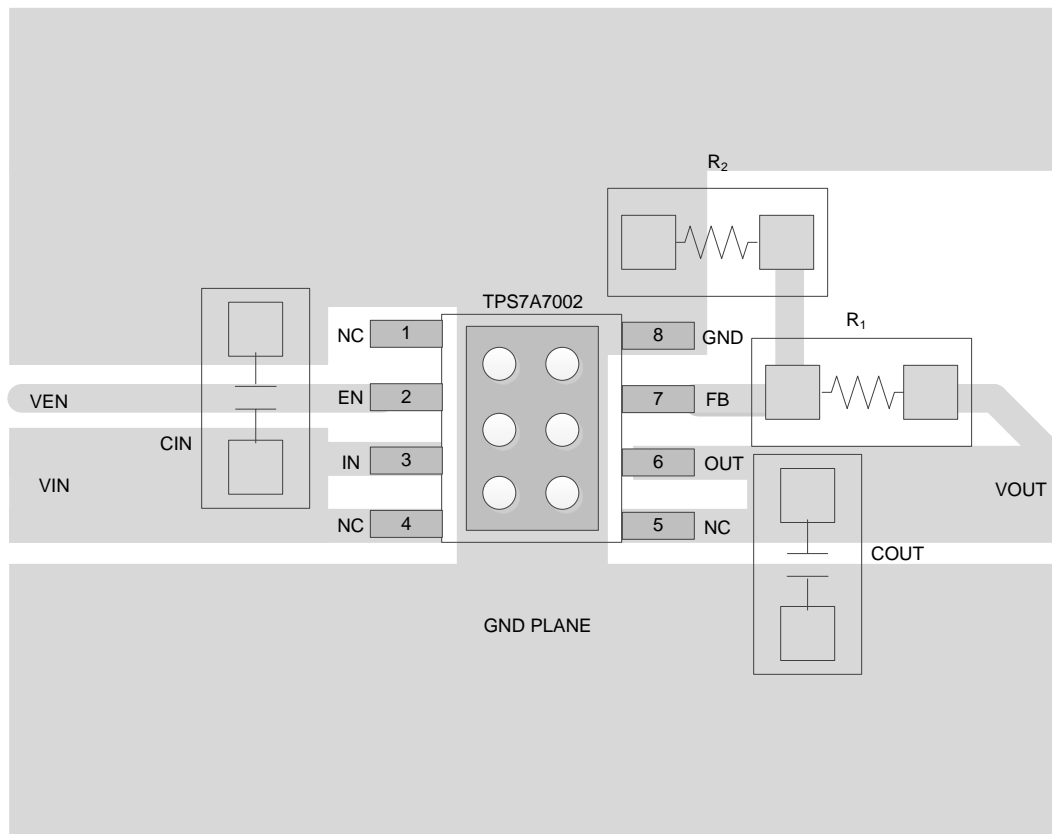 R₂
TPS7A7002
R₁
NC 1
8 GND
VEN
EN 2
7 FB
CIN
IN 3
6 OUT
VIN
VOUT
NC 4
5 NC
COUT
GND PLANE